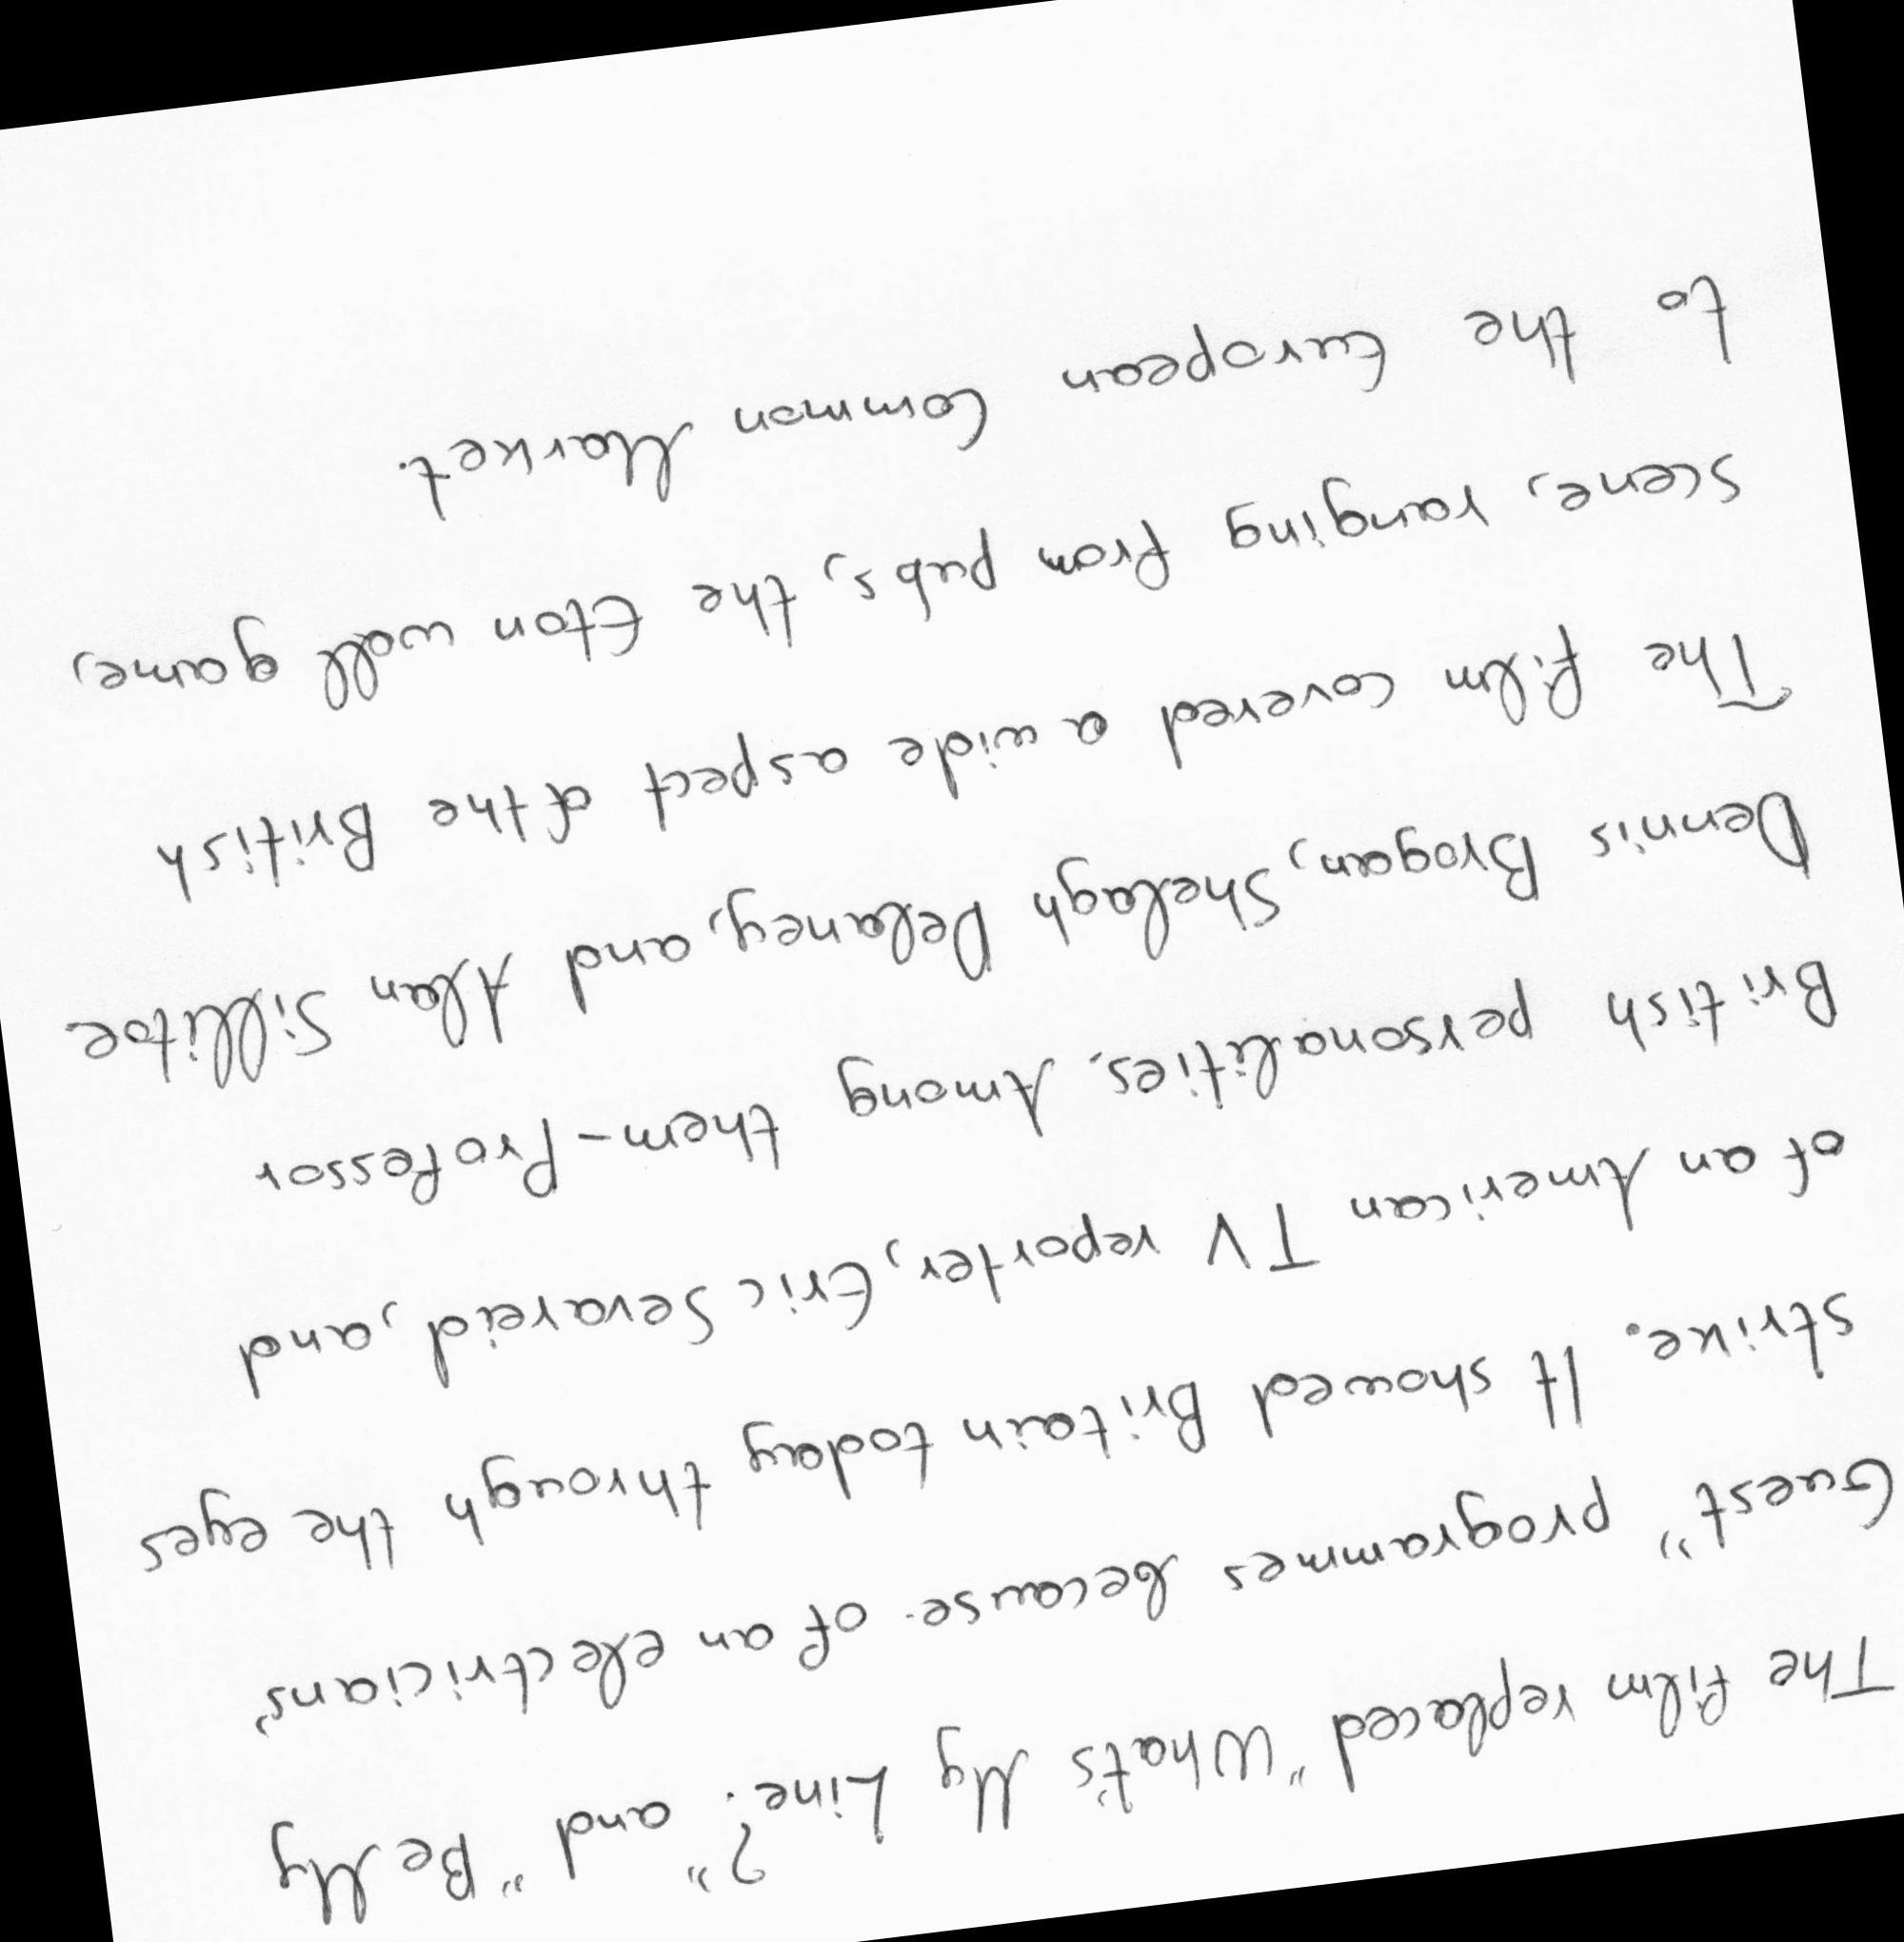 The film replaced "What's My Line?" and "Be My
Guest" programmes because of an electricians'
strike. It showed Britain today through the eyes
of an American TV reporter, Eric Sevareid, and
British personalities. Among them - Professor
Dennis Brogan, Shelagh Delaney, and Alan Sillitoe
The film covered a wide aspect of the British
scene, ranging from pubs, the Eton wall game,
to the European Common Market.